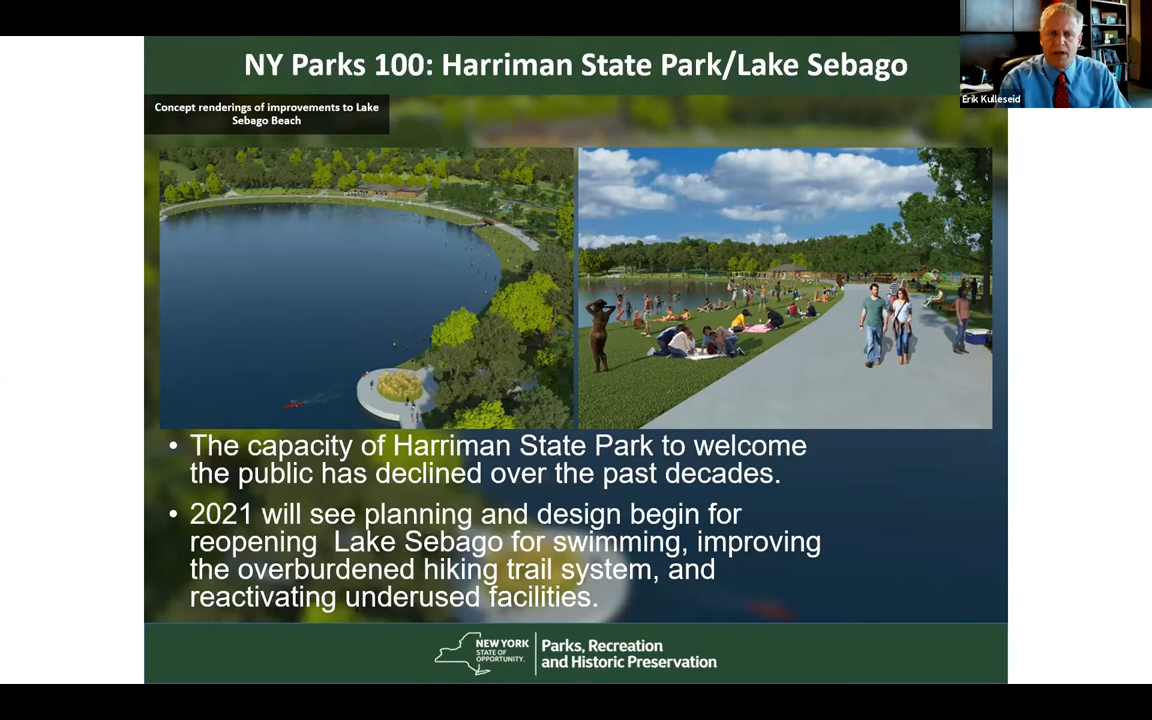 NY Parks 100: Harriman State Park/Lake Sebago
Erik Kulleseid
Concept renderings of improvements to Lake
Sebago Beach
• The capacity of Harriman State Park to welcome
the public has declined over the past decades.
• 2021 will see planning and design begin for
reopening Lake Sebago for swimming, improving
the overburdened hiking trail system, and
reactivating underused facilities.
NEW YORK
STATE OF
OPPORTUNITY.
Parks, Recreation
and Historic Preservation